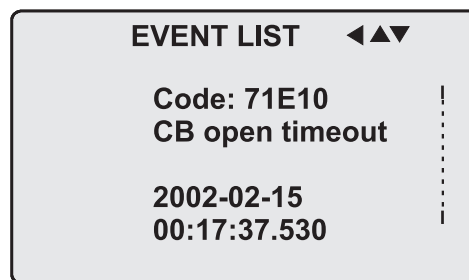 EVENT LIST ◀▲▼
Code: 71E10
CB open timeout
2002-02-15
00:17:37.530